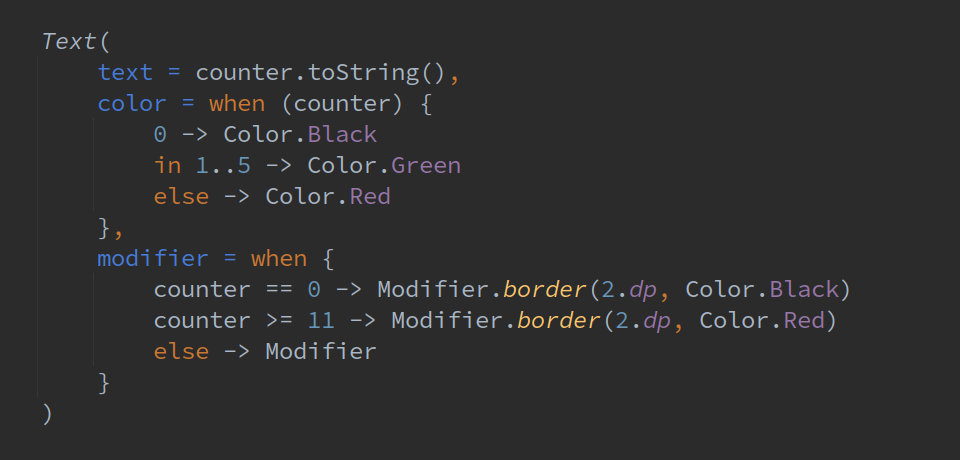 Text(
    text = counter.toString(),
    color = when (counter) {
        0 -> Color.Black
        in 1..5 -> Color.Green
        else -> Color.Red
    },
    modifier = when {
        counter == 0 -> Modifier.border(2.dp, Color.Black)
        counter >= 11 -> Modifier.border(2.dp, Color.Red)
        else -> Modifier
    }
)